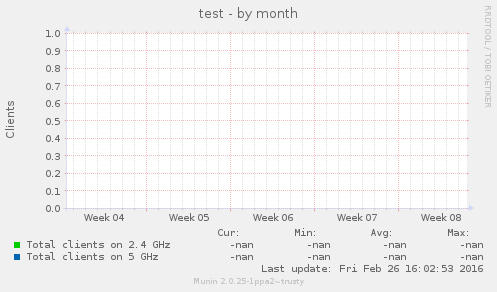 test - by month
RRDTOOL / TOBI OETIKER
Clients
1.0
0.9
0.8
0.7
0.6
0.5
0.4
0.3
0.2
0.1
0.0
Week 04 Week 05 Week 06 Week 07 Week 08
Cur: Min: Avg: Max:
Total clients on 2.4 GHz -nan -nan -nan -nan
Total clients on 5 GHz -nan -nan -nan -nan
Last update: Fri Feb 26 16:02:53 2016
Munin 2.0.25-1ppa2~trusty